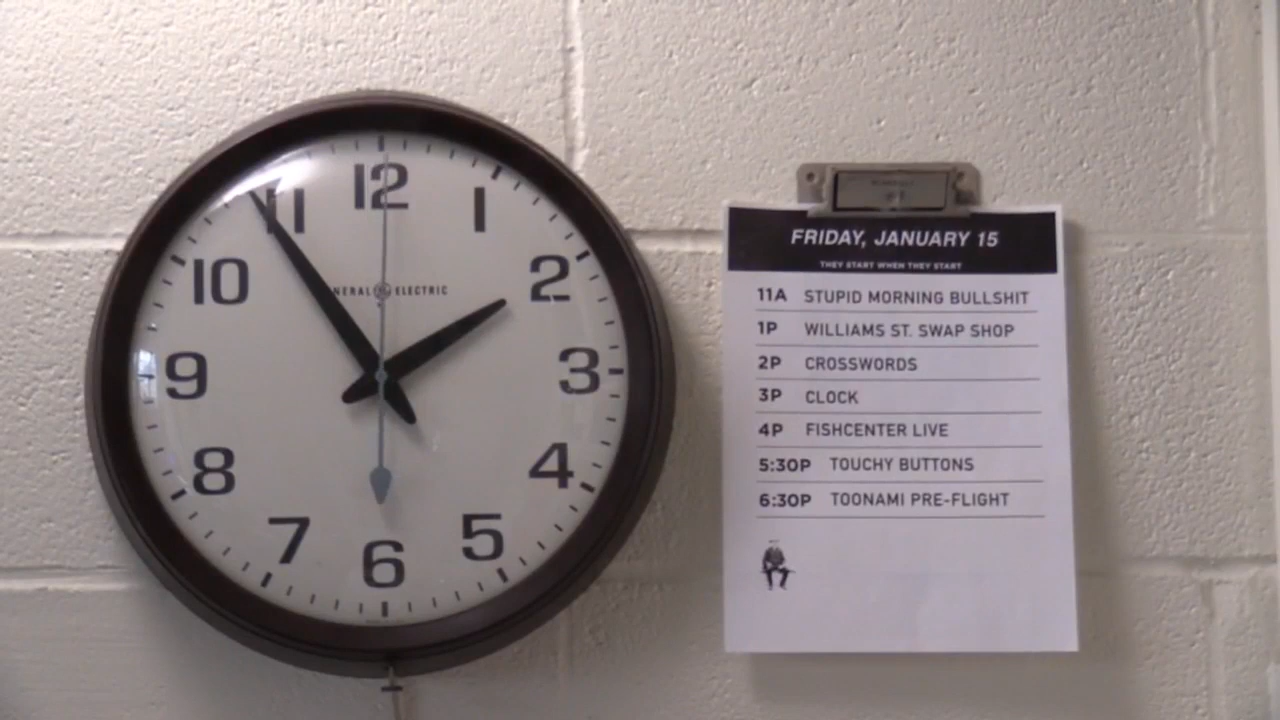 12
11
1
10
2
ELECTRIC
9
3
8
4
7
5
6
FRIDAY, JANUARY 15
THEY START WHEN THEY START
11A STUPID MORNING BULLSHIT
1P WILLIAMS ST. SWAP SHOP
2P CROSSWORDS
3P CLOCK
4P FISHCENTER LIVE
5:30P TOUCHY BUTTONS
6:30P TOONAMI PRE-FLIGHT